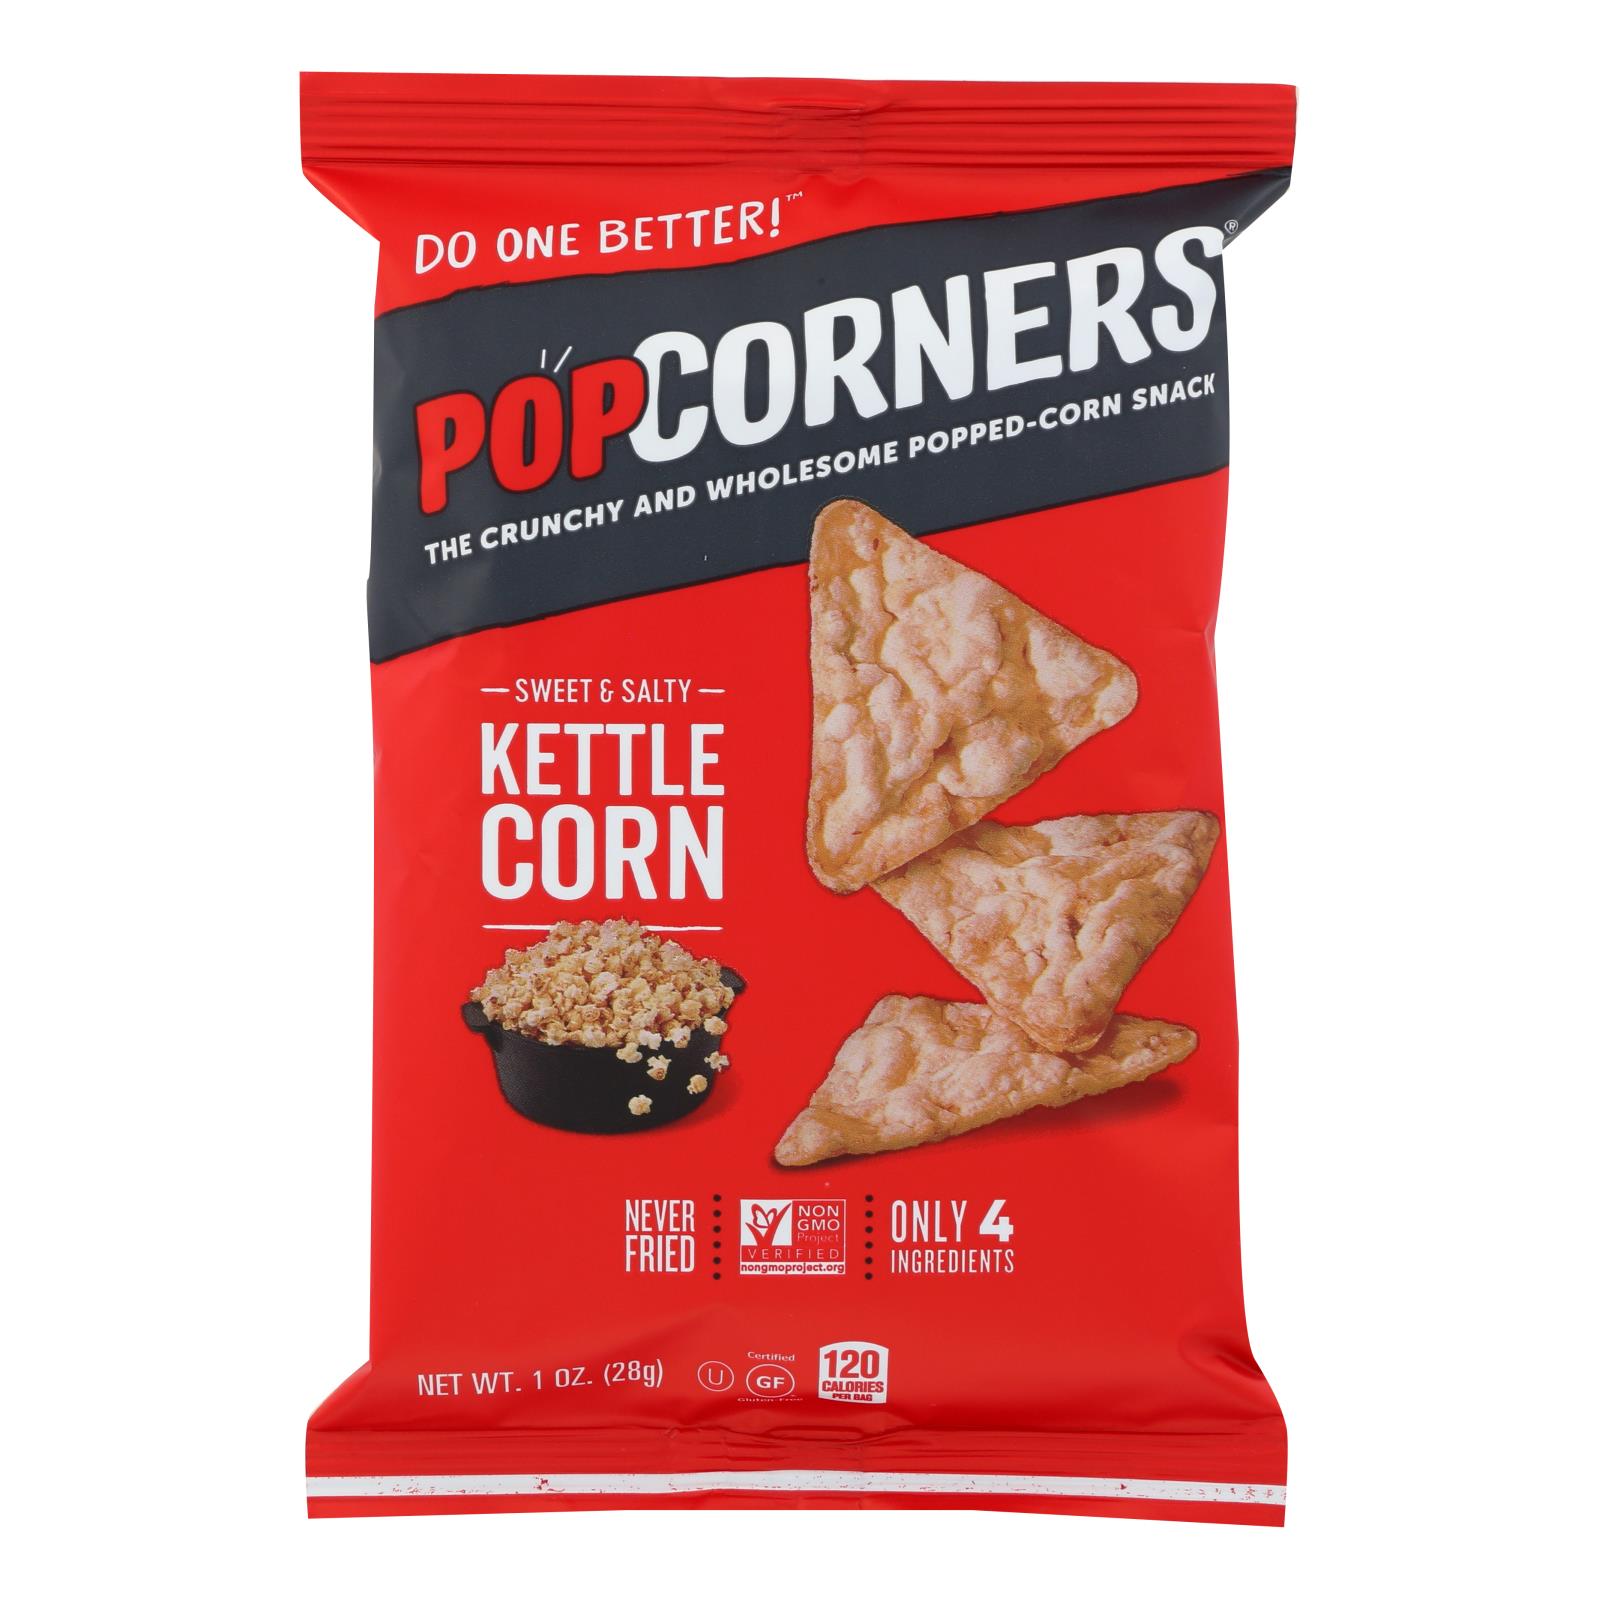 DO ONE BETTER!™
POPCORNERS®
THE CRUNCHY AND WHOLESOME POPPED-CORN SNACK
— SWEET & SALTY —
KETTLE
CORN
NEVER
FRIED
NON
GMO
Project
VERIFIED
nongmoproject.org
ONLY 4
INGREDIENTS
NET WT. 1 OZ. (28g)
U
Certified
GF
Gluten-Free
120
CALORIES
PER BAG